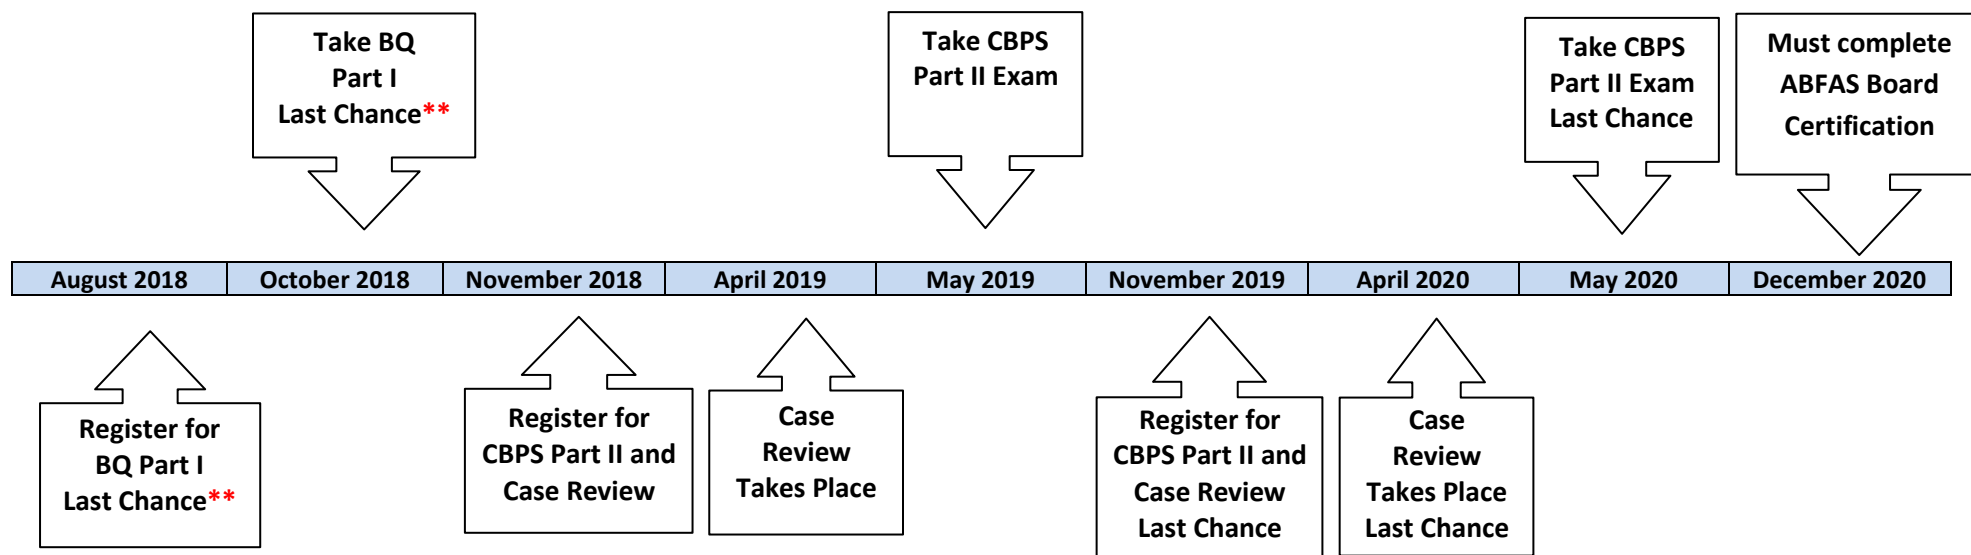 Take BQ
Part I
Last Chance**
Take CBPS
Part II Exam
Take CBPS
Part II Exam
Last Chance
Must complete
ABFAS Board
Certification
August 2018
October 2018
November 2018
April 2019
May 2019
November 2019
April 2020
May 2020
December 2020
Register for
BQ Part I
Last Chance**
Register for
CBPS Part II and
Case Review
Case
Review
Takes Place
Register for
CBPS Part II and
Case Review
Last Chance
Case
Review
Takes Place
Last Chance